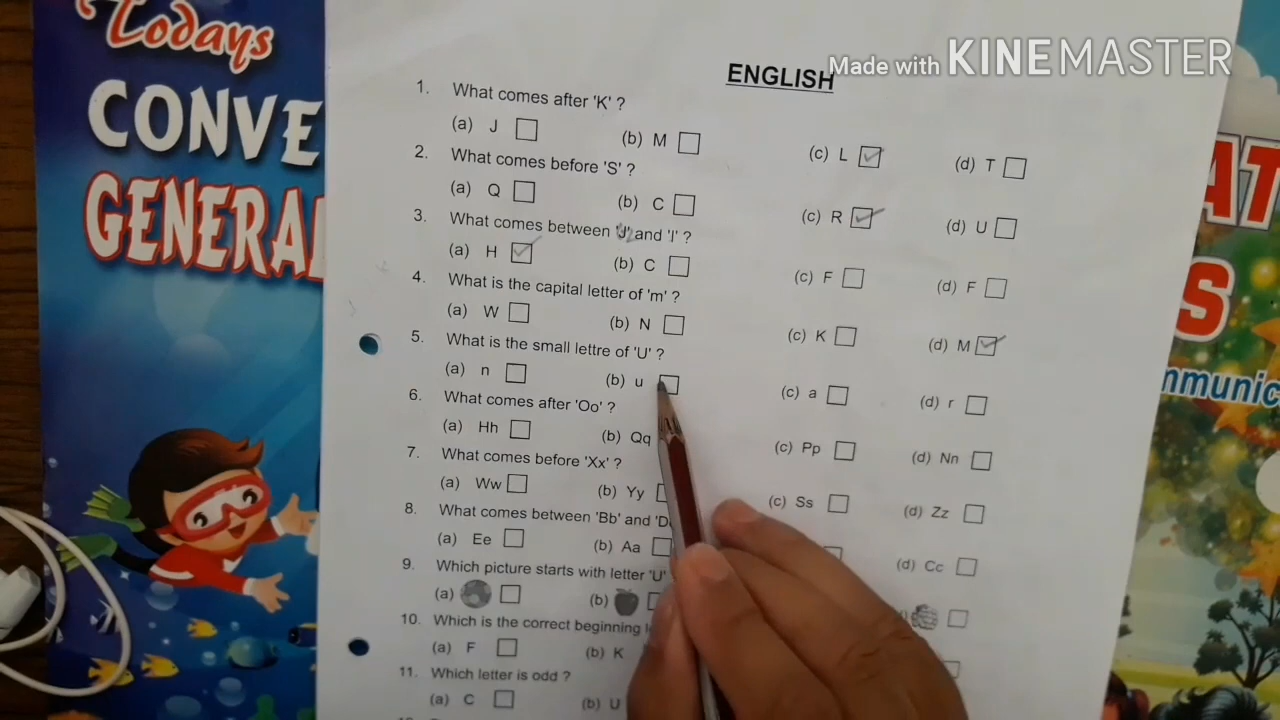 Todays
CONVE
GENERAL
Made with KINEMASTER
ENGLISH
1. What comes after 'K' ?
(a) J (b) M (c) L (d) T
2. What comes before 'S' ?
(a) Q (b) C (c) R (d) U
3. What comes between 'J' and 'I' ?
(a) H (b) C (c) F (d) F
4. What is the capital letter of 'm' ?
(a) W (b) N (c) K (d) M
5. What is the small lettre of 'U' ?
(a) n (b) u (c) a (d) r
6. What comes after 'Oo' ?
(a) Hh (b) Qq (c) Pp (d) Nn
7. What comes before 'Xx' ?
(a) Ww (b) Yy (c) Ss (d) Zz
8. What comes between 'Bb' and 'D
(a) Ee (b) Aa (d) Cc
9. Which picture starts with letter 'U'
(a) (b)
10. Which is the correct beginning
(a) F (b) K
11. Which letter is odd ?
(a) C (b) U
AT
S
mmunic